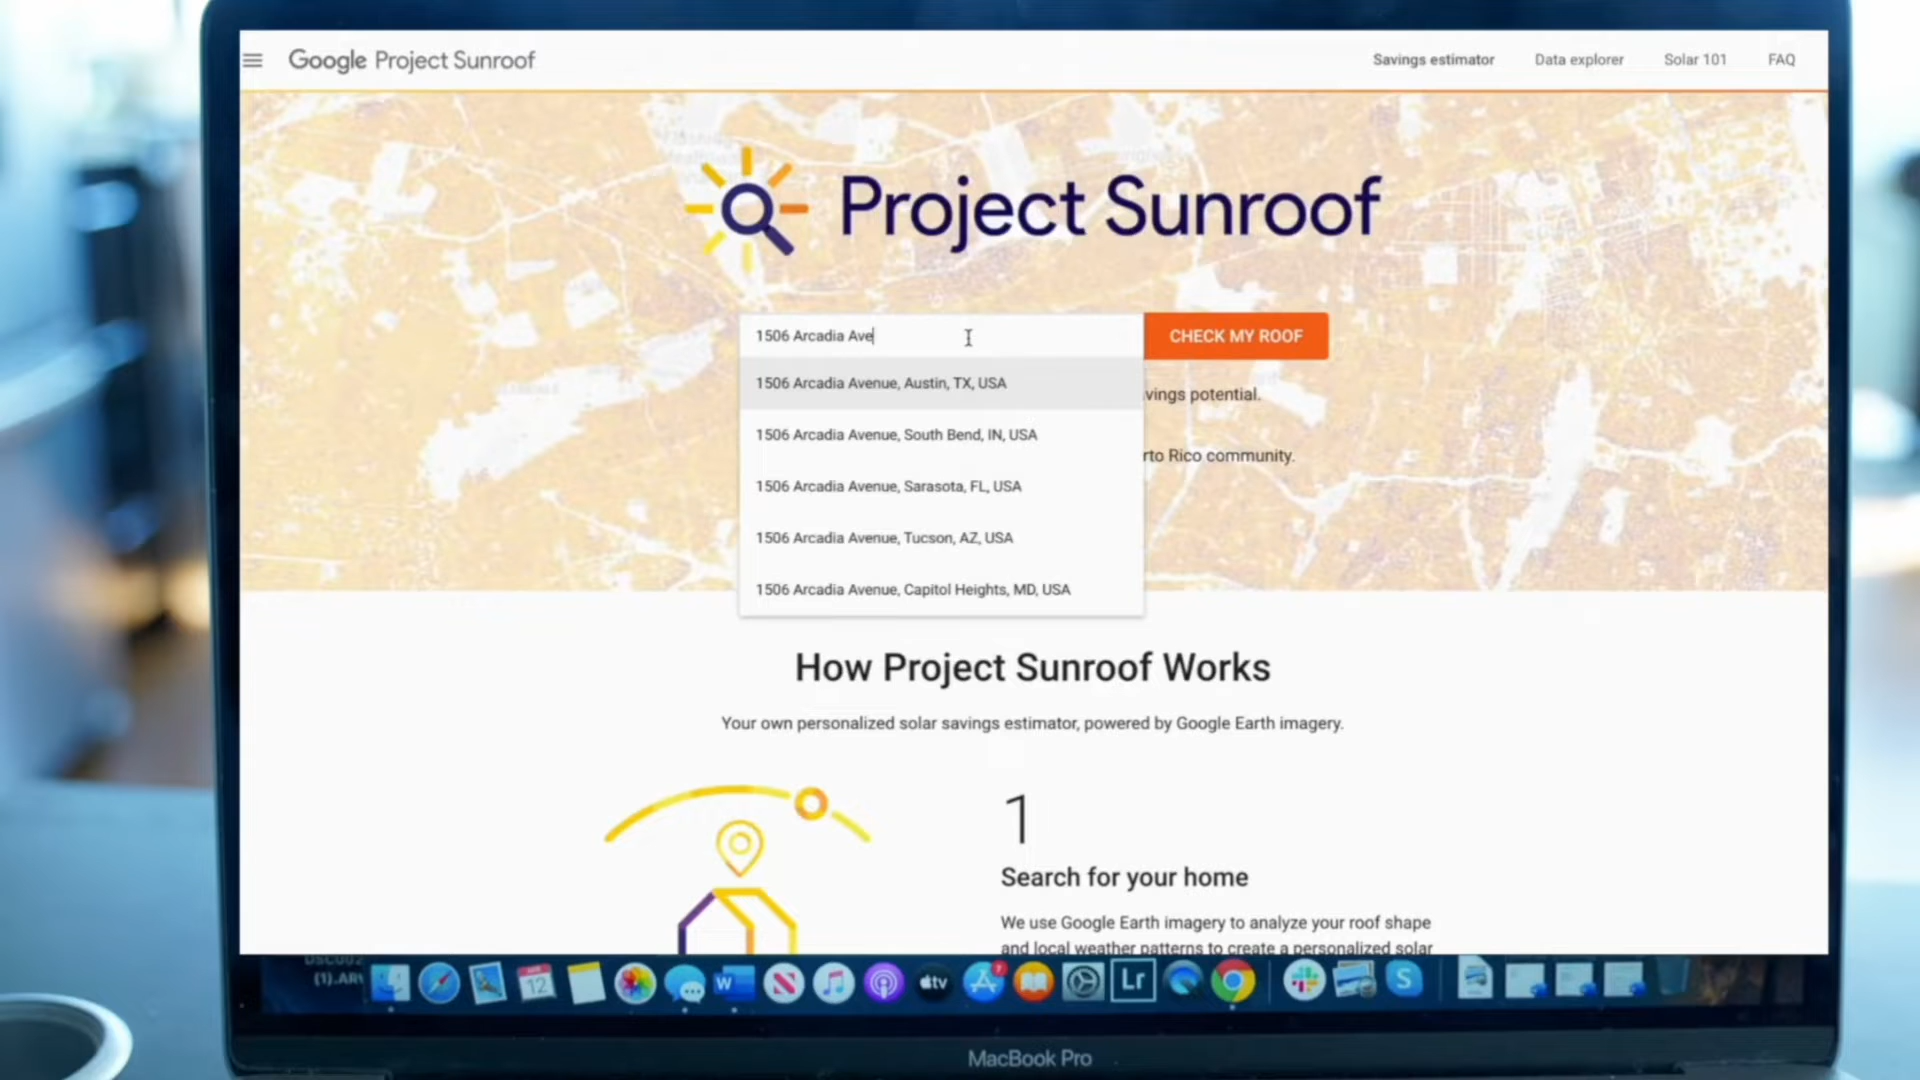 Google Project Sunroof
Savings estimator Data explorer Solar 101 FAQ
Project Sunroof
1506 Arcadia Ave
CHECK MY ROOF
1506 Arcadia Avenue, Austin, TX, USA
vings potential.
1506 Arcadia Avenue, South Bend, IN, USA
rto Rico community.
1506 Arcadia Avenue, Sarasota, FL, USA
1506 Arcadia Avenue, Tucson, AZ, USA
1506 Arcadia Avenue, Capitol Heights, MD, USA
How Project Sunroof Works
Your own personalized solar savings estimator, powered by Google Earth imagery.
1
Search for your home
We use Google Earth imagery to analyze your roof shape
and local weather patterns to create a personalized solar
12
W
tv
7
Lr
S
MacBook Pro